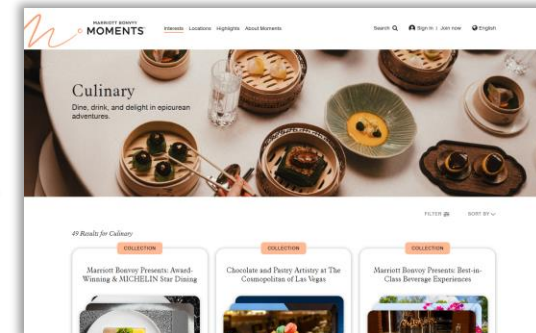 MARRIOTT BONVOY
MOMENTS
Interests Locations Highlights About Moments
Search Sign In | Join now English
Culinary
Dine, drink, and delight in epicurean
adventures.
FILTER SORT BY
49 Results for Culinary
COLLECTION COLLECTION COLLECTION
Marriott Bonvoy Presents: Award-
Winning & MICHELIN Star Dining
Chocolate and Pastry Artistry at The
Cosmopolitan of Las Vegas
Marriott Bonvoy Presents: Best-in-
Class Beverage Experiences